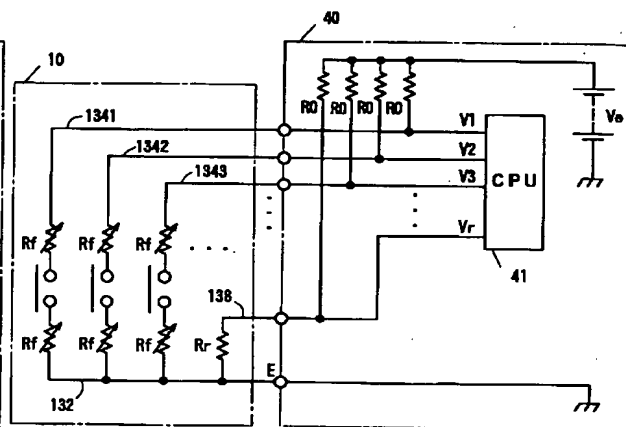 40
10
1341
1342
1343
R0 R0 R0 R0
V1
V2
V3
Vr
CPU
41
Rf Rf Rf
Rf Rf Rf
Rr
138
E
132